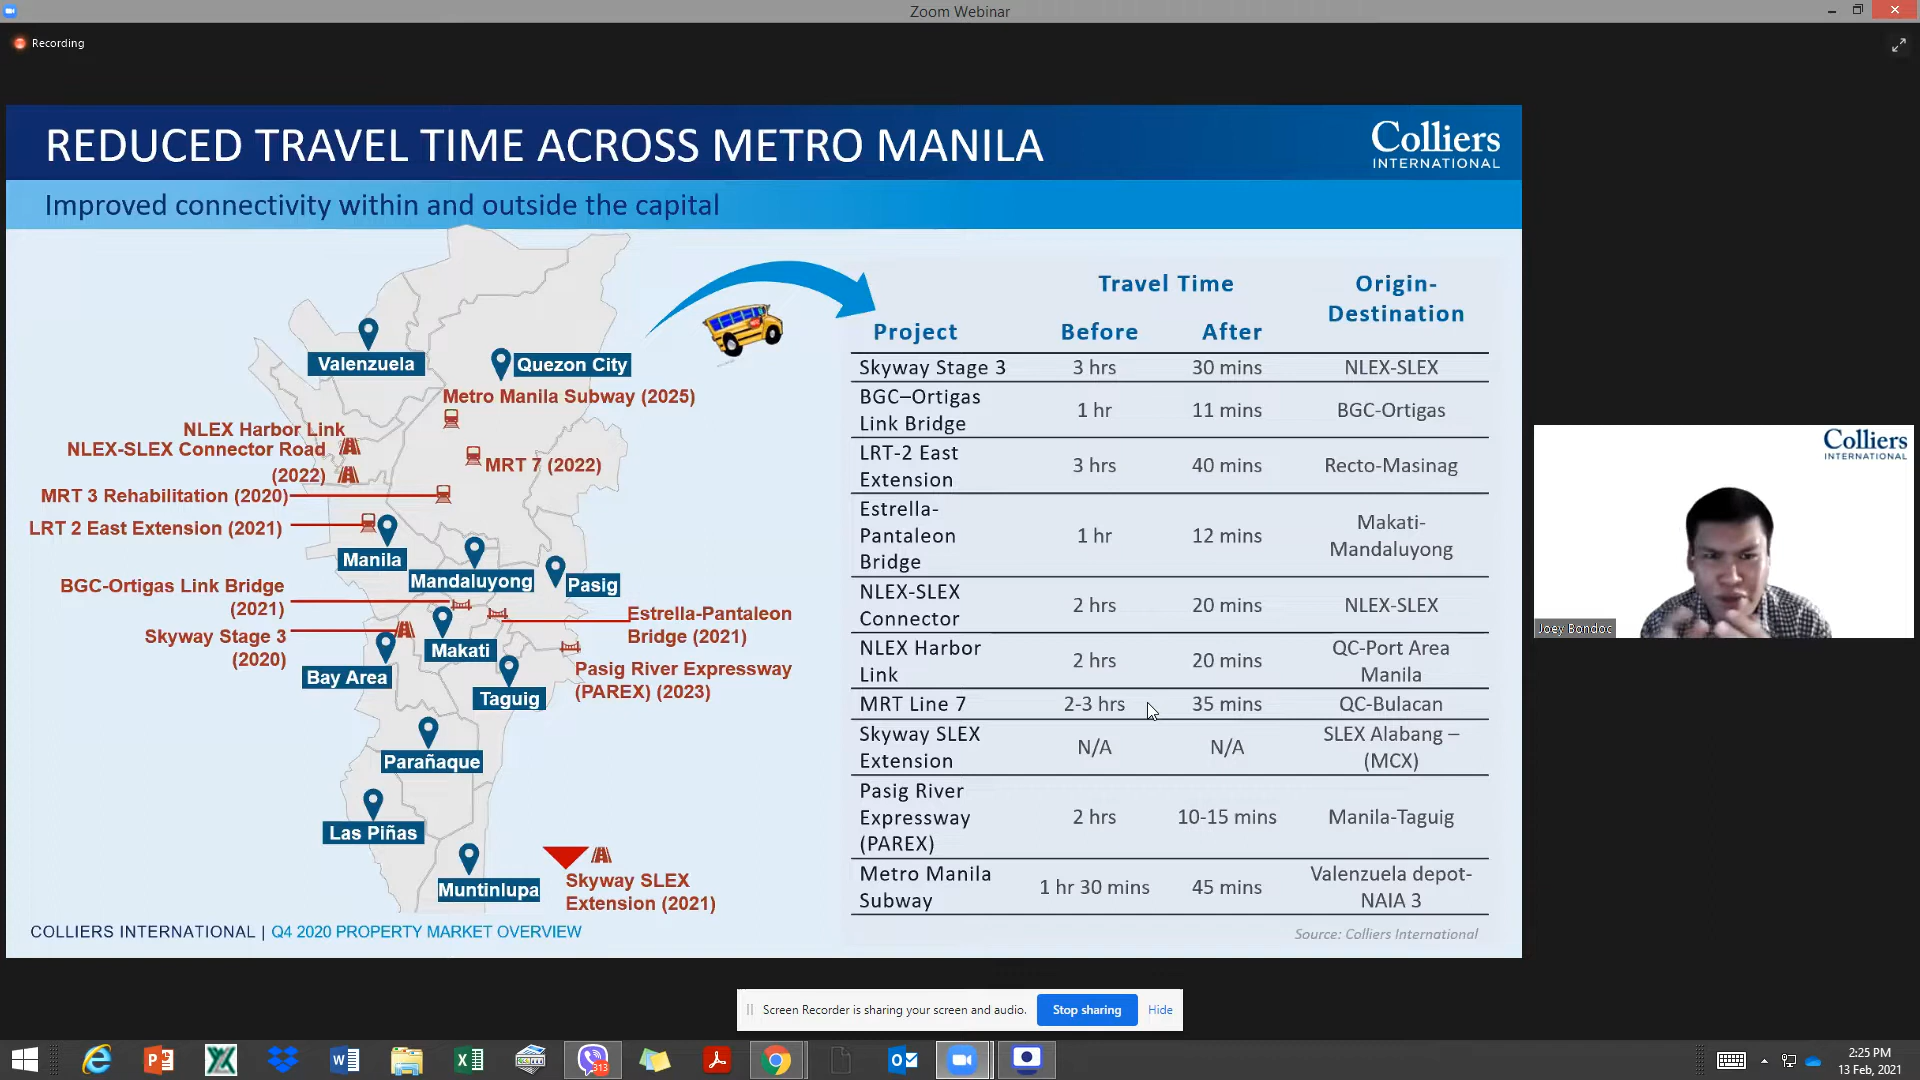 Zoom Webinar
Recording
REDUCED TRAVEL TIME ACROSS METRO MANILA
Colliers
INTERNATIONAL
Improved connectivity within and outside the capital
Valenzuela
Quezon City
Metro Manila Subway (2025)
NLEX Harbor Link
NLEX-SLEX Connector Road
(2022)
MRT 7 (2022)
MRT 3 Rehabilitation (2020)
LRT 2 East Extension (2021)
Manila
Mandaluyong
Pasig
BGC-Ortigas Link Bridge
(2021)
Estrella-Pantaleon
Bridge (2021)
Skyway Stage 3
(2020)
Makati
Bay Area
Pasig River Expressway
(PAREX) (2023)
Taguig
Parañaque
Las Piñas
Muntinlupa
Skyway SLEX
Extension (2021)
Travel Time
Origin-
Destination
Project Before After
Skyway Stage 3 3 hrs 30 mins NLEX-SLEX
BGC–Ortigas
Link Bridge
1 hr 11 mins BGC-Ortigas
LRT-2 East
Extension
3 hrs 40 mins Recto-Masinag
Estrella-
Pantaleon
Bridge
1 hr 12 mins
Makati-
Mandaluyong
NLEX-SLEX
Connector
2 hrs 20 mins NLEX-SLEX
NLEX Harbor
Link
2 hrs 20 mins
QC-Port Area
Manila
MRT Line 7 2-3 hrs 35 mins QC-Bulacan
Skyway SLEX
Extension
N/A N/A
SLEX Alabang –
(MCX)
Pasig River
Expressway
(PAREX)
2 hrs 10-15 mins Manila-Taguig
Metro Manila
Subway
1 hr 30 mins 45 mins
Valenzuela depot-
NAIA 3
COLLIERS INTERNATIONAL | Q4 2020 PROPERTY MARKET OVERVIEW
Source: Colliers International
Colliers
INTERNATIONAL
Joey Bondoc
Screen Recorder is sharing your screen and audio. Stop sharing Hide
313
2:25 PM
13 Feb, 2021